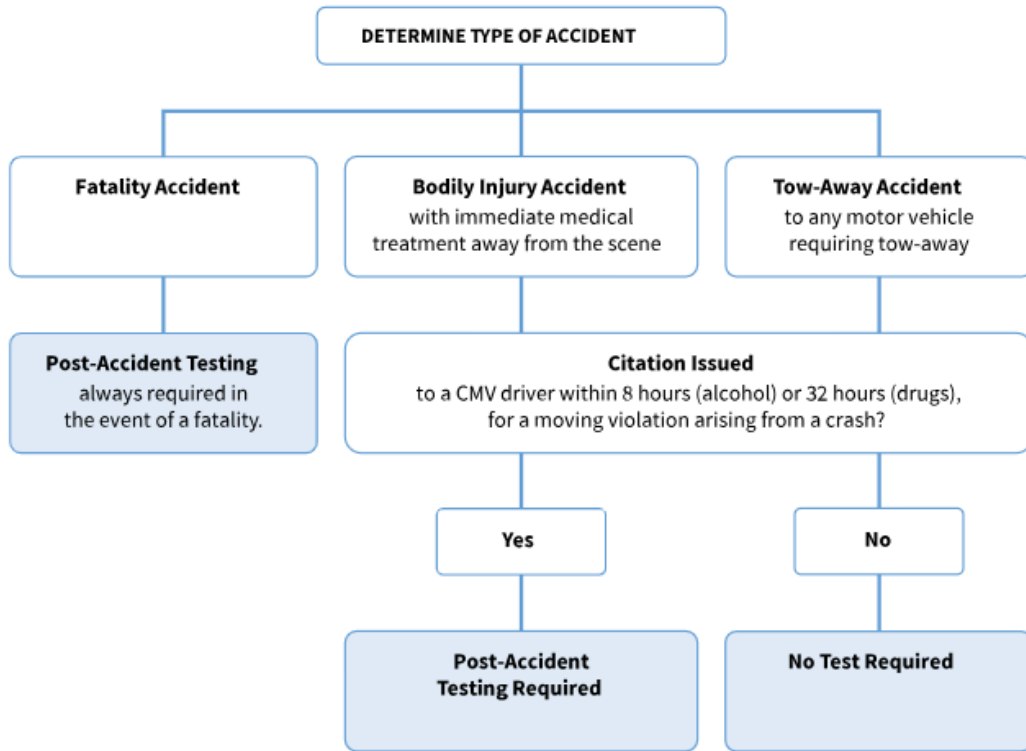 DETERMINE TYPE OF ACCIDENT
Fatality Accident
Bodily Injury Accident
with immediate medical
treatment away from the scene
Tow-Away Accident
to any motor vehicle
requiring tow-away
Post-Accident Testing
always required in
the event of a fatality.
Citation Issued
to a CMV driver within 8 hours (alcohol) or 32 hours (drugs),
for a moving violation arising from a crash?
Yes
No
Post-Accident
Testing Required
No Test Required